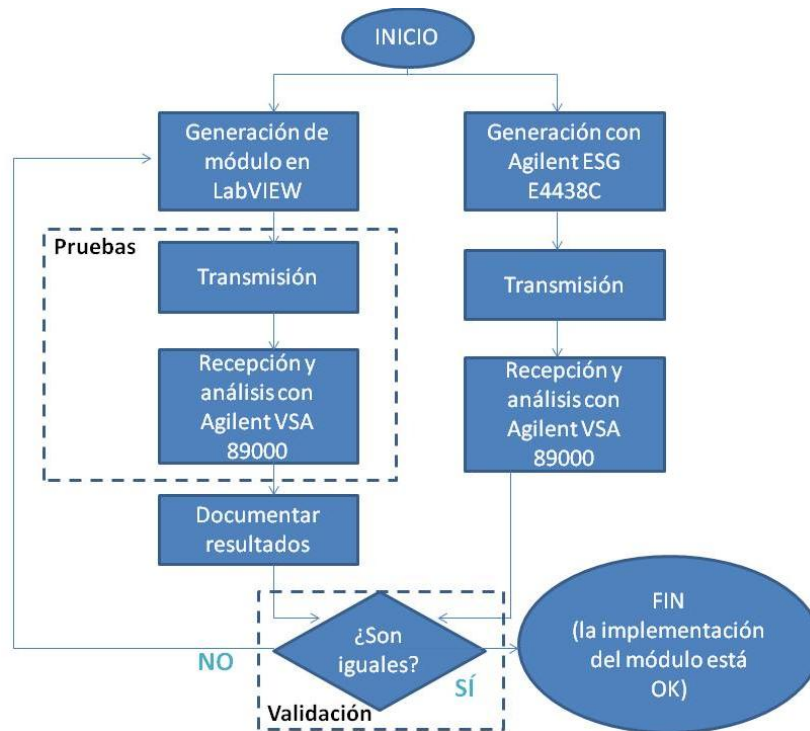 INICIO
Generación de
módulo en
LabVIEW
Generación con
Agilent ESG
E4438C
Pruebas
Transmisión
Transmisión
Recepción y
análisis con
Agilent VSA
89000
Recepción y
análisis con
Agilent VSA
89000
Documentar
resultados
¿Son
iguales?
NO
SÍ
Validación
FIN
(la implementación
del módulo está
OK)